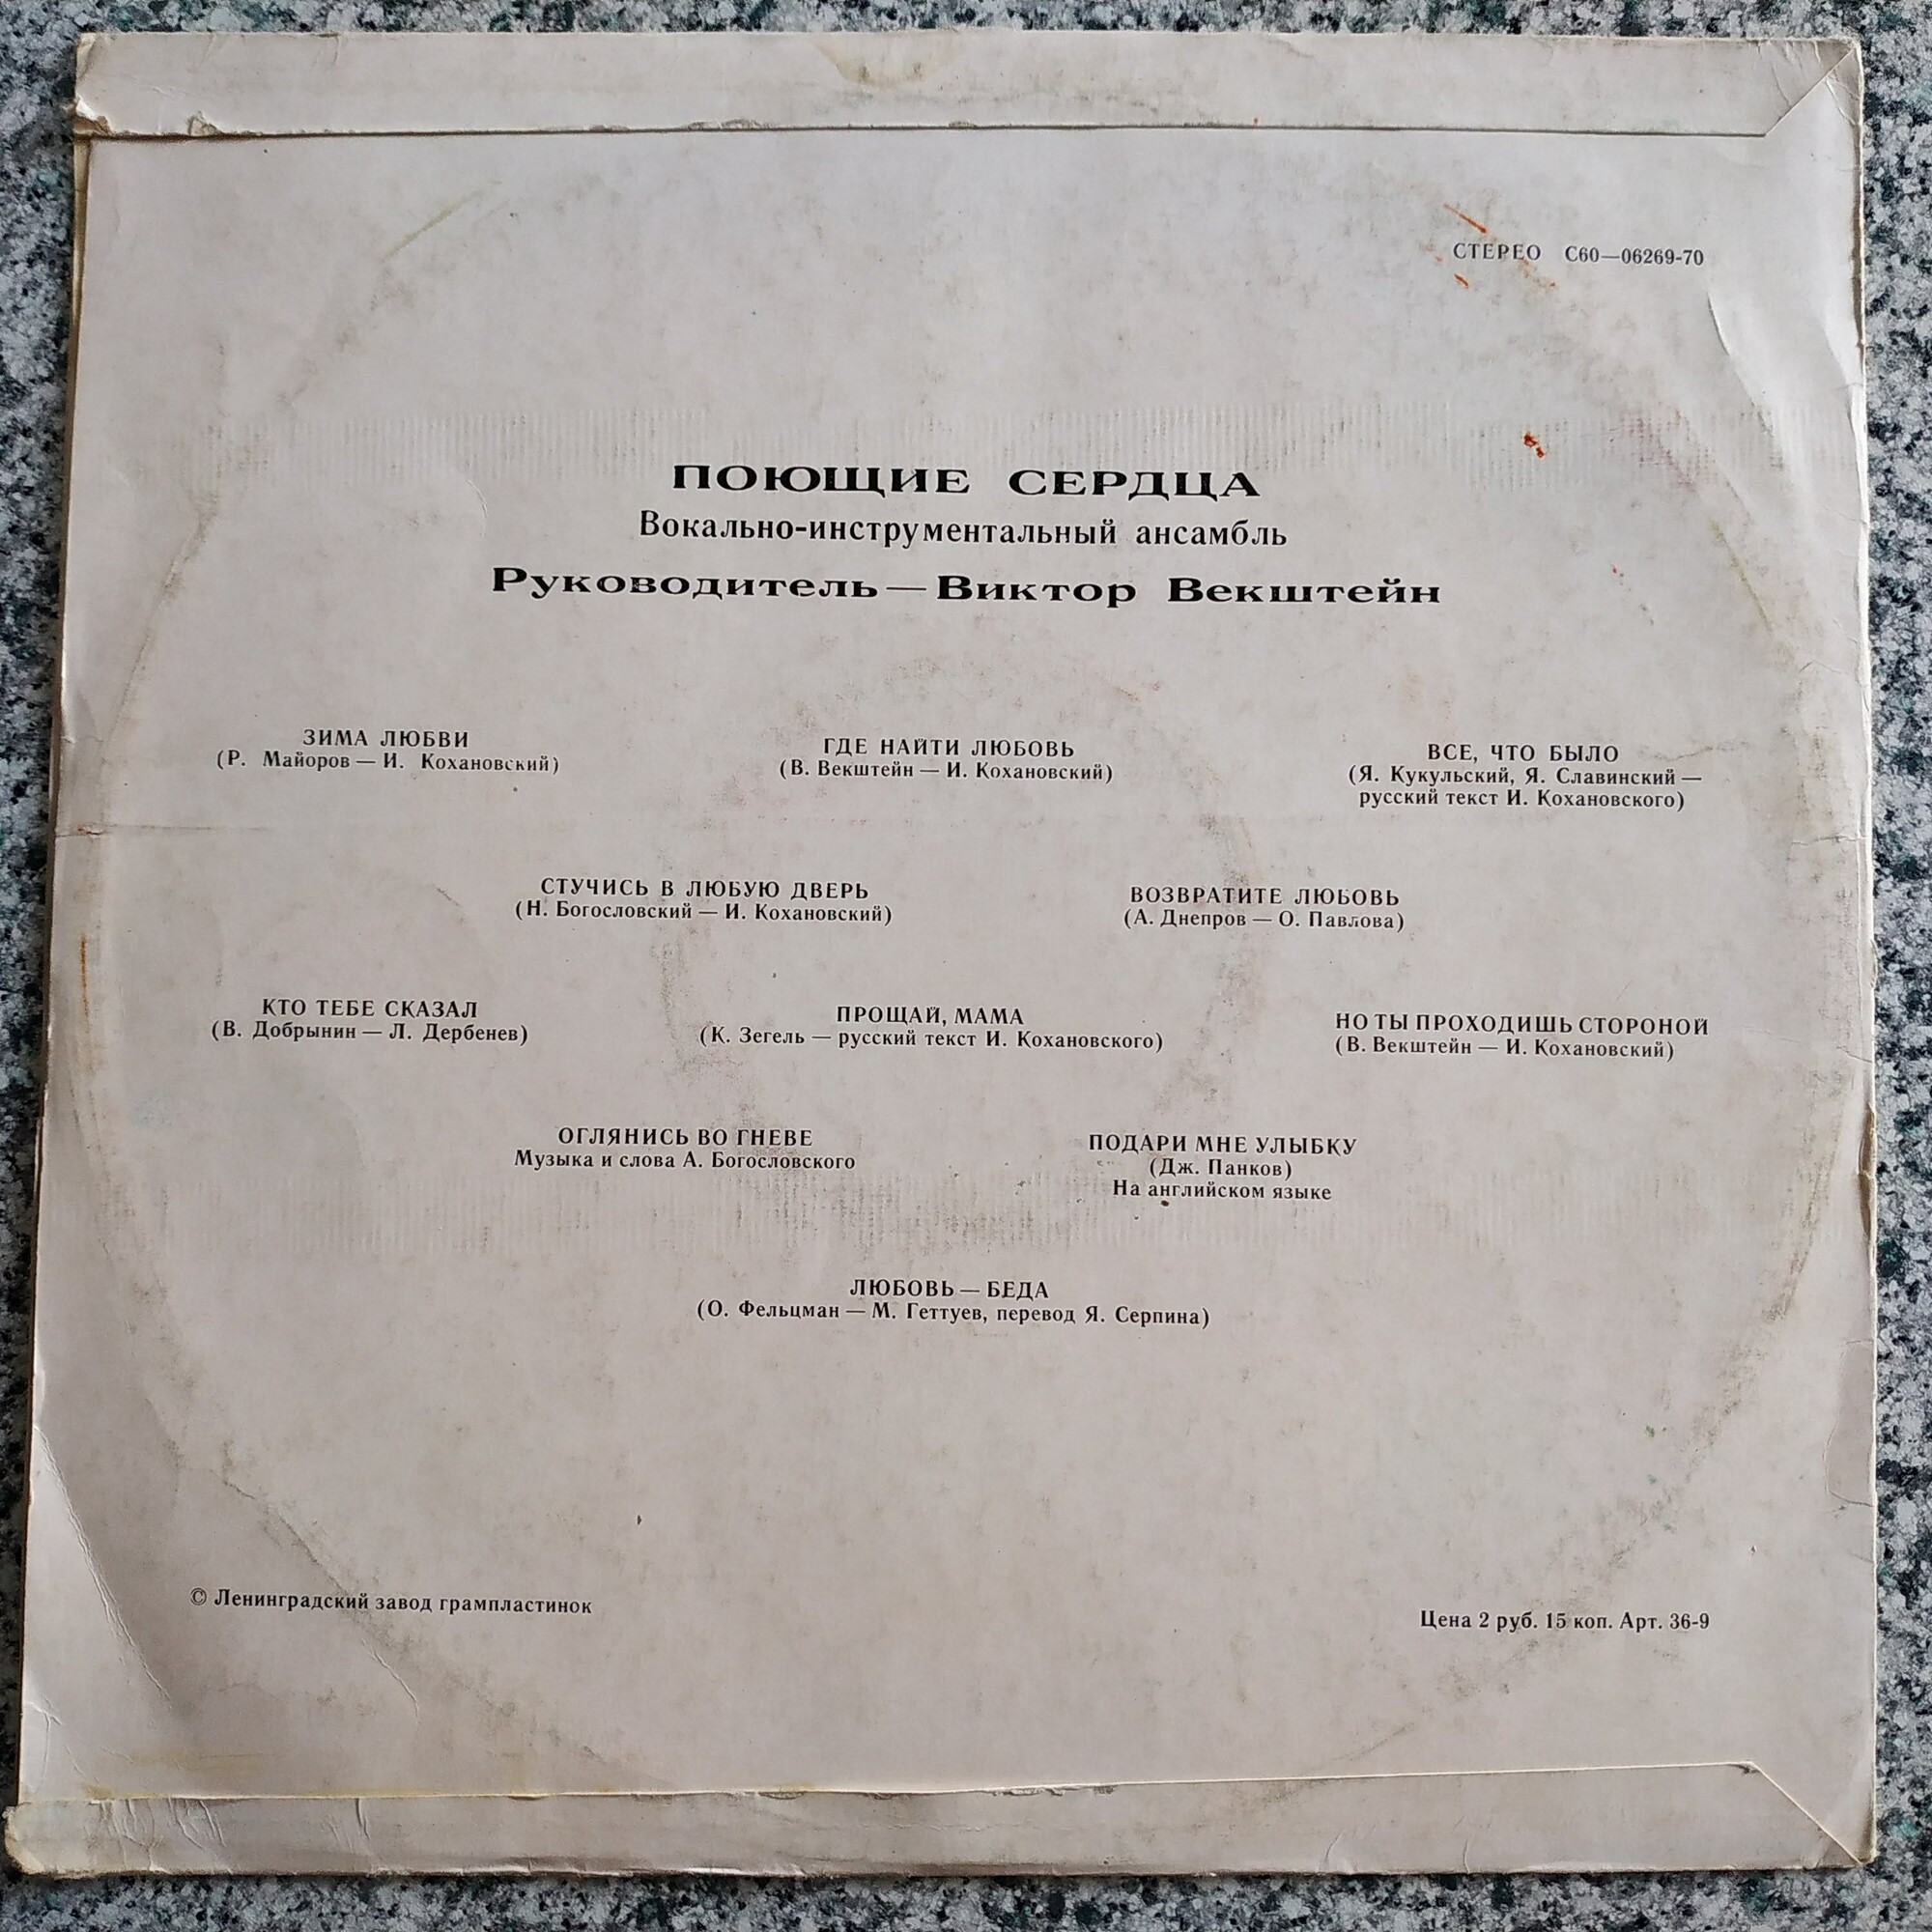 СТЕРЕО С60—06269-70
ПОЮЩИЕ СЕРДЦА
Вокально-инструментальный ансамбль
Руководитель — Виктор Векштейн
ЗИМА ЛЮБВИ
(Р. Майоров — И. Кохановский)
ГДЕ НАЙТИ ЛЮБОВЬ
(В. Векштейн — И. Кохановский)
ВСЕ, ЧТО БЫЛО
(Я. Кукульский, Я. Славинский —
русский текст И. Кохановского)
СТУЧИСЬ В ЛЮБУЮ ДВЕРЬ
(Н. Богословский — И. Кохановский)
ВОЗВРАТИТЕ ЛЮБОВЬ
(А. Днепров — О. Павлова)
КТО ТЕБЕ СКАЗАЛ
(В. Добрынин — Л. Дербенев)
ПРОЩАЙ, МАМА
(К. Зегель — русский текст И. Кохановского)
НО ТЫ ПРОХОДИШЬ СТОРОНОЙ
(В. Векштейн — И. Кохановский)
ОГЛЯНИСЬ ВО ГНЕВЕ
Музыка и слова А. Богословского
ПОДАРИ МНЕ УЛЫБКУ
(Дж. Панков)
На английском языке
ЛЮБОВЬ — БЕДА
(О. Фельцман — М. Геттуев, перевод Я. Серпина)
© Ленинградский завод грампластинок
Цена 2 руб. 15 коп. Арт. 36-9